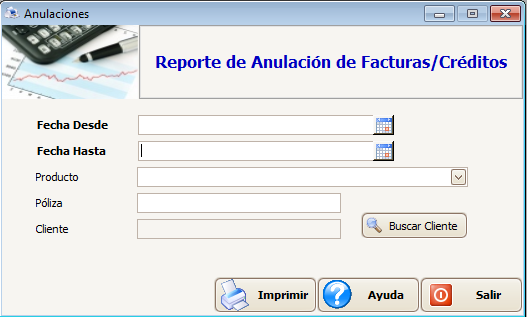 Anulaciones
Reporte de Anulación de Facturas/Créditos
Fecha Desde
Fecha Hasta
Producto
Póliza
Cliente
Buscar Cliente
Imprimir
Ayuda
Salir